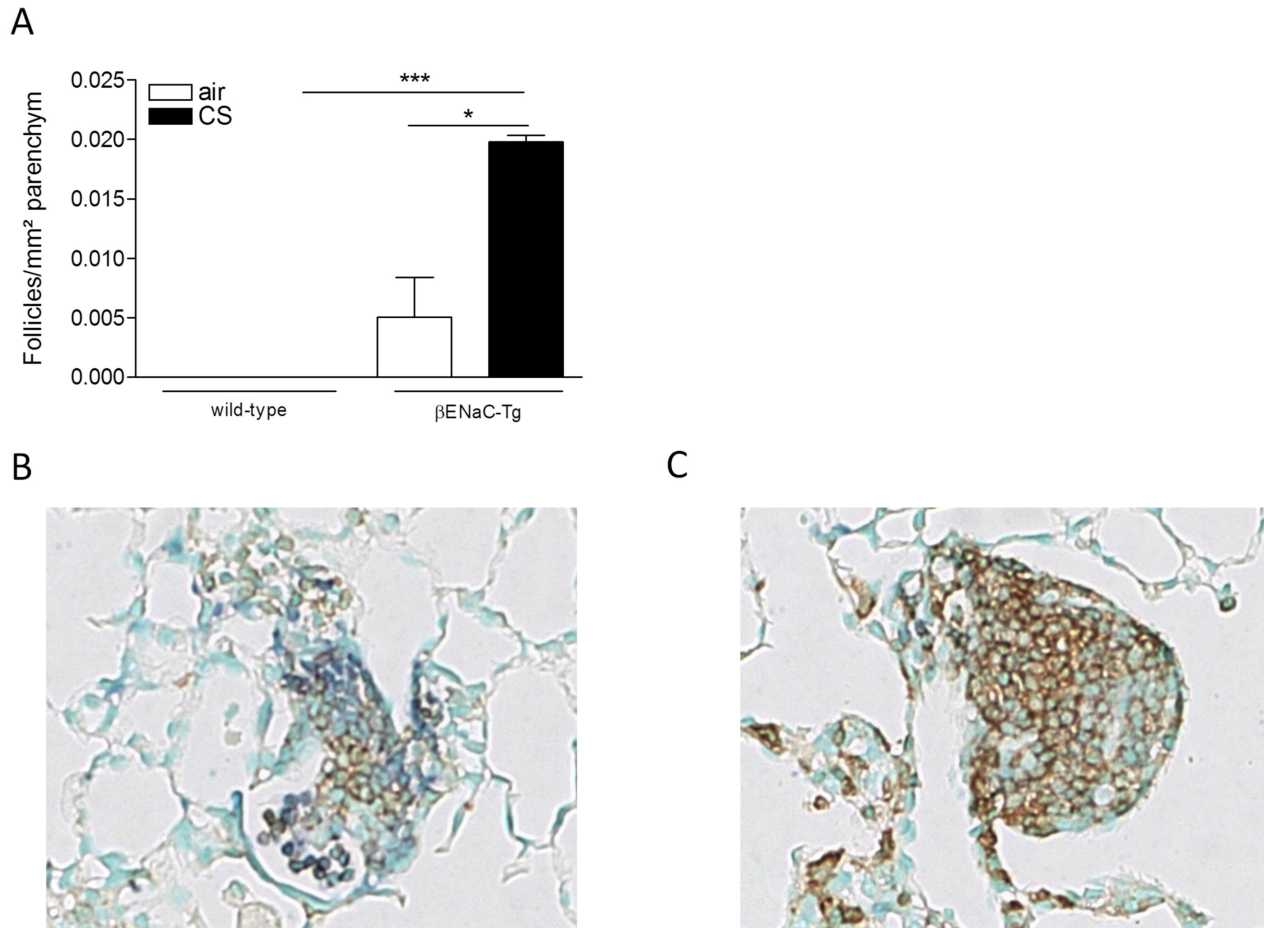 A
0.025
0.020
0.015
0.010
0.005
0.000
Follicles/mm² parenchym
air
CS
***
*
wild-type
βENaC-Tg
B
C